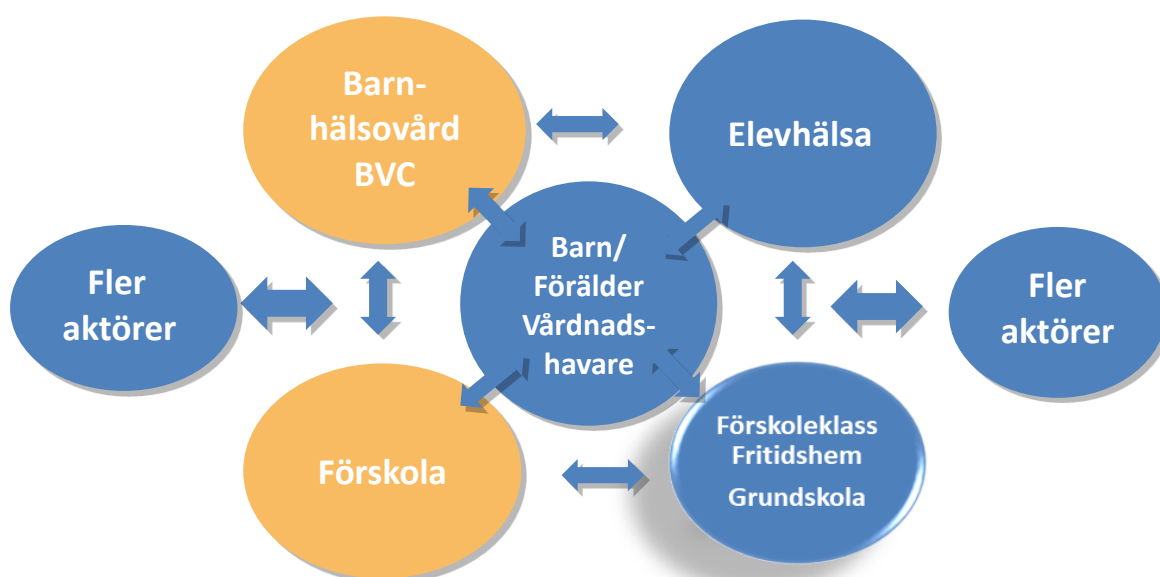 Barn-
hälsovård
BVC
Elevhälsa
Barn/
Förälder
Vårdnads-
havare
Fler
aktörer
Fler
aktörer
Förskola
Förskoleklass
Fritidshem
Grundskola